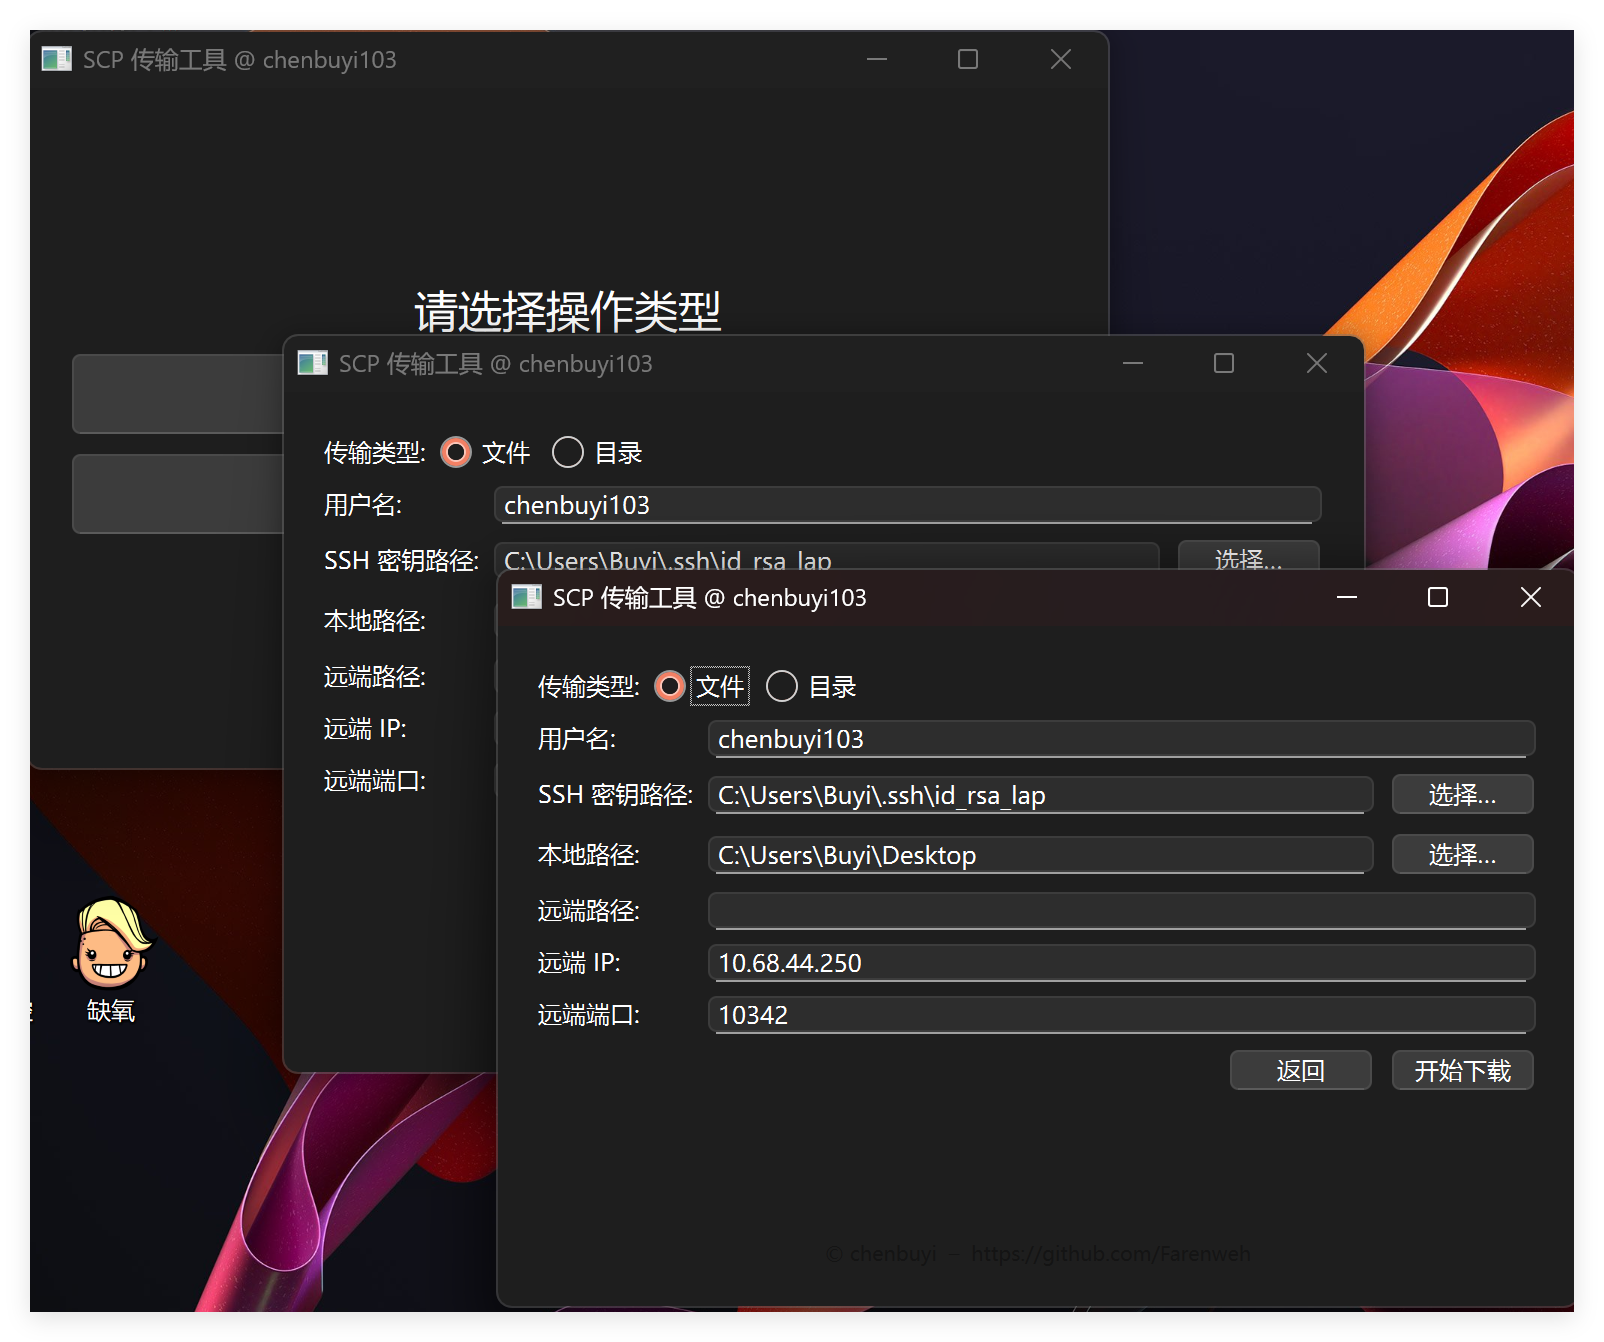 SCP 传输工具 @ chenbuyi103
请选择操作类型
SCP 传输工具 @ chenbuyi103
传输类型: 文件 目录
用户名: chenbuyi103
SSH 密钥路径: C:\Users\Buyi\.ssh\id_rsa_lap 选择...
本地路径:
远端路径:
远端 IP:
远端端口:
SCP 传输工具 @ chenbuyi103
传输类型: 文件 目录
用户名: chenbuyi103
SSH 密钥路径: C:\Users\Buyi\.ssh\id_rsa_lap 选择...
本地路径: C:\Users\Buyi\Desktop 选择...
远端路径:
远端 IP: 10.68.44.250
远端端口: 10342
返回 开始下载
© chenbuyi — https://github.com/Farenweh
缺氧